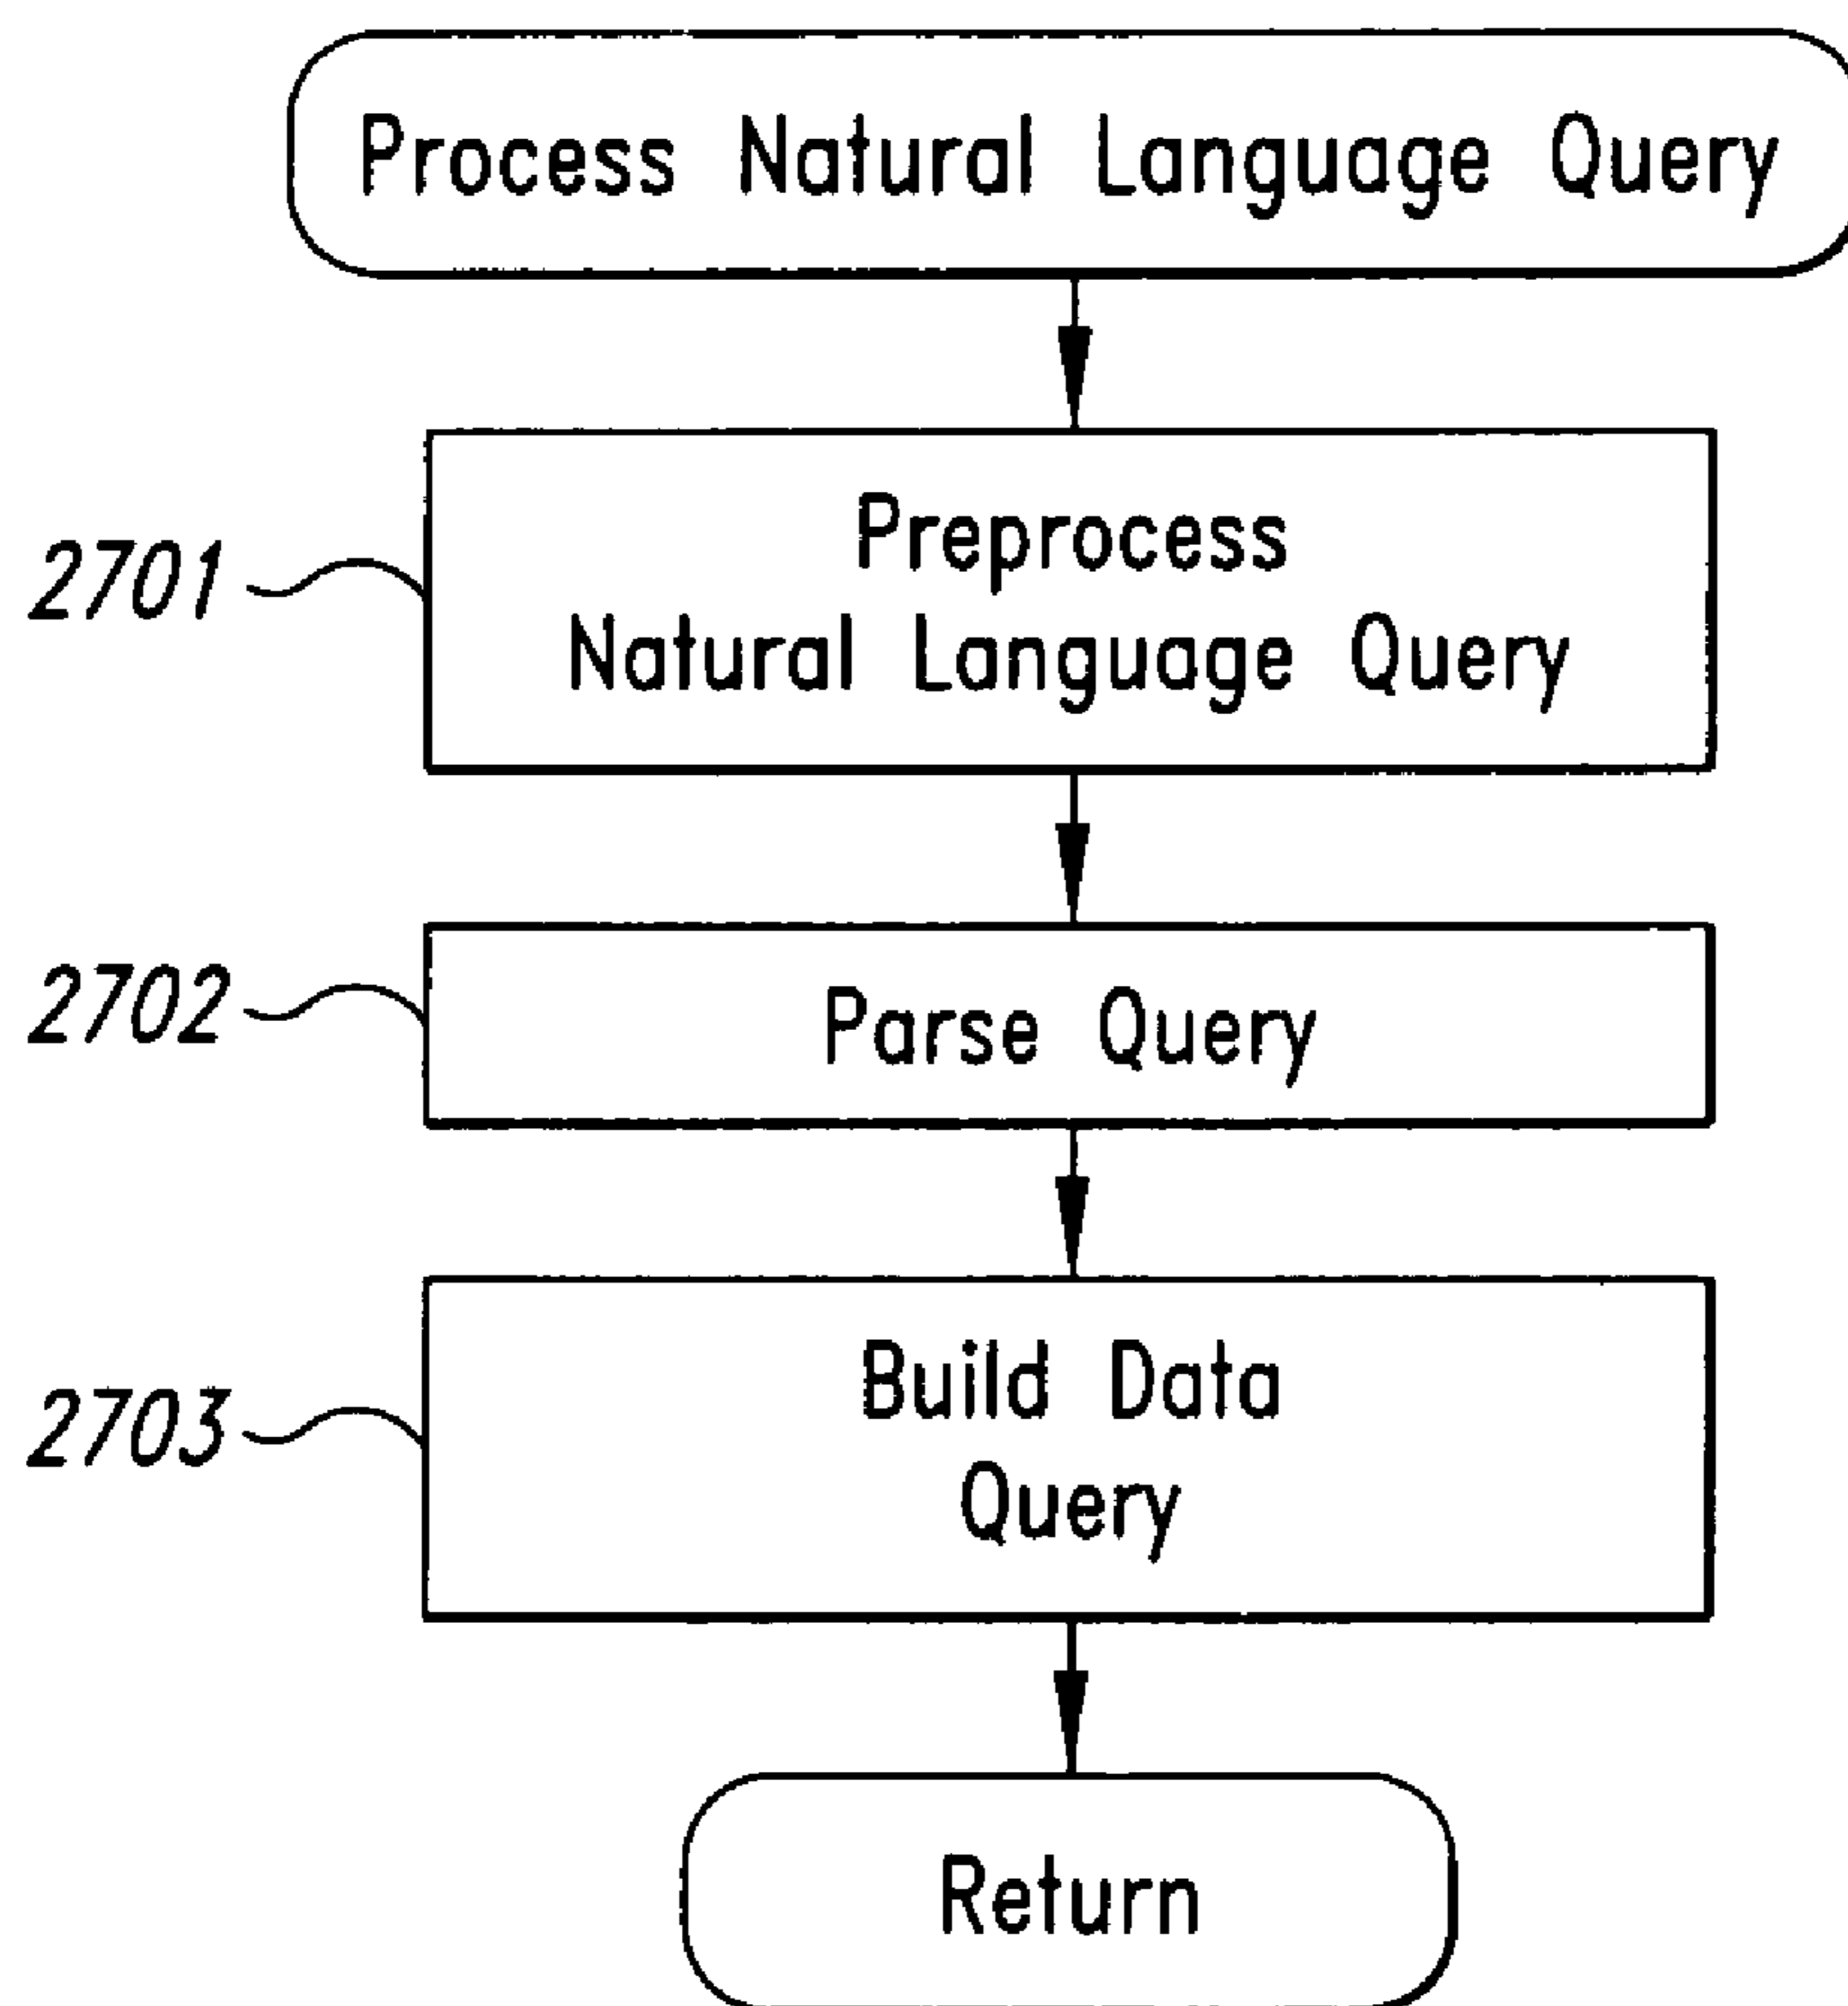 Process Natural Language Query
2701
Preprocess
Natural Language Query
2702
Parse Query
2703
Build Data
Query
Return